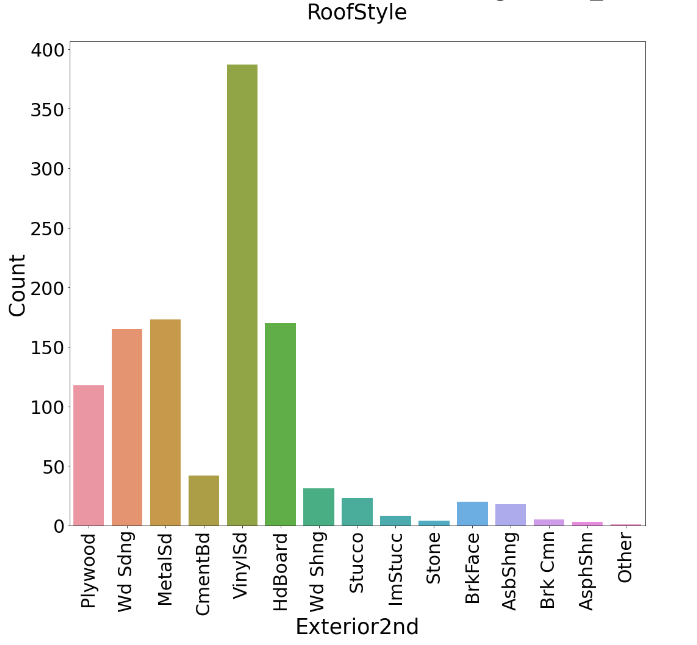 RoofStyle
400
350
300
250
200
150
100
50
0
Count
Plywood
Wd Sdng
MetalSd
CmentBd
VinylSd
HdBoard
Wd Shng
Stucco
ImStucc
Stone
BrkFace
AsbShng
Brk Cmn
AsphShn
Other
Exterior2nd